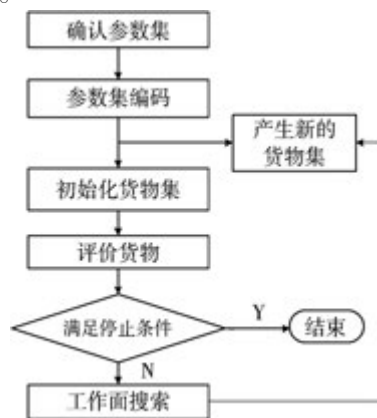 确认参数集
参数集编码
产生新的
货物集
初始化货物集
评价货物
满足停止条件
Y
结束
N
工作面搜索